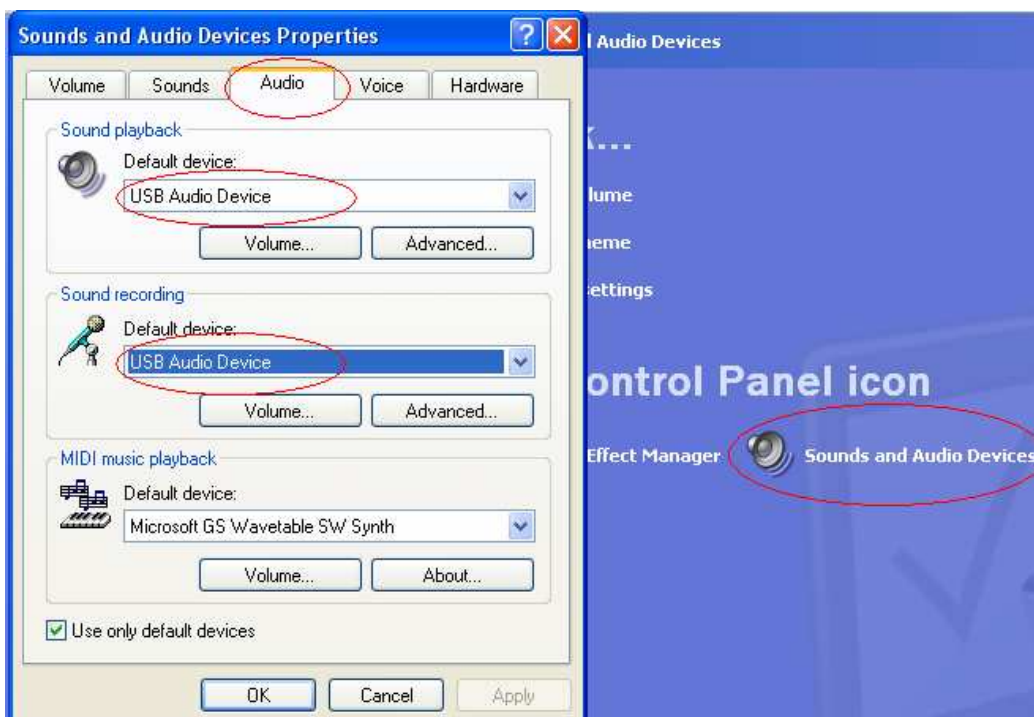 Sounds and Audio Devices Properties
Volume Sounds Audio Voice Hardware
Sound playback
Default device:
USB Audio Device
Volume... Advanced...
Sound recording
Default device:
USB Audio Device
Volume... Advanced...
MIDI music playback
Default device:
Microsoft GS Wavetable SW Synth
Volume... About...
Use only default devices
OK Cancel Apply
Audio Devices
lume
eme
ettings
ontrol Panel icon
Effect Manager
Sounds and Audio Devices